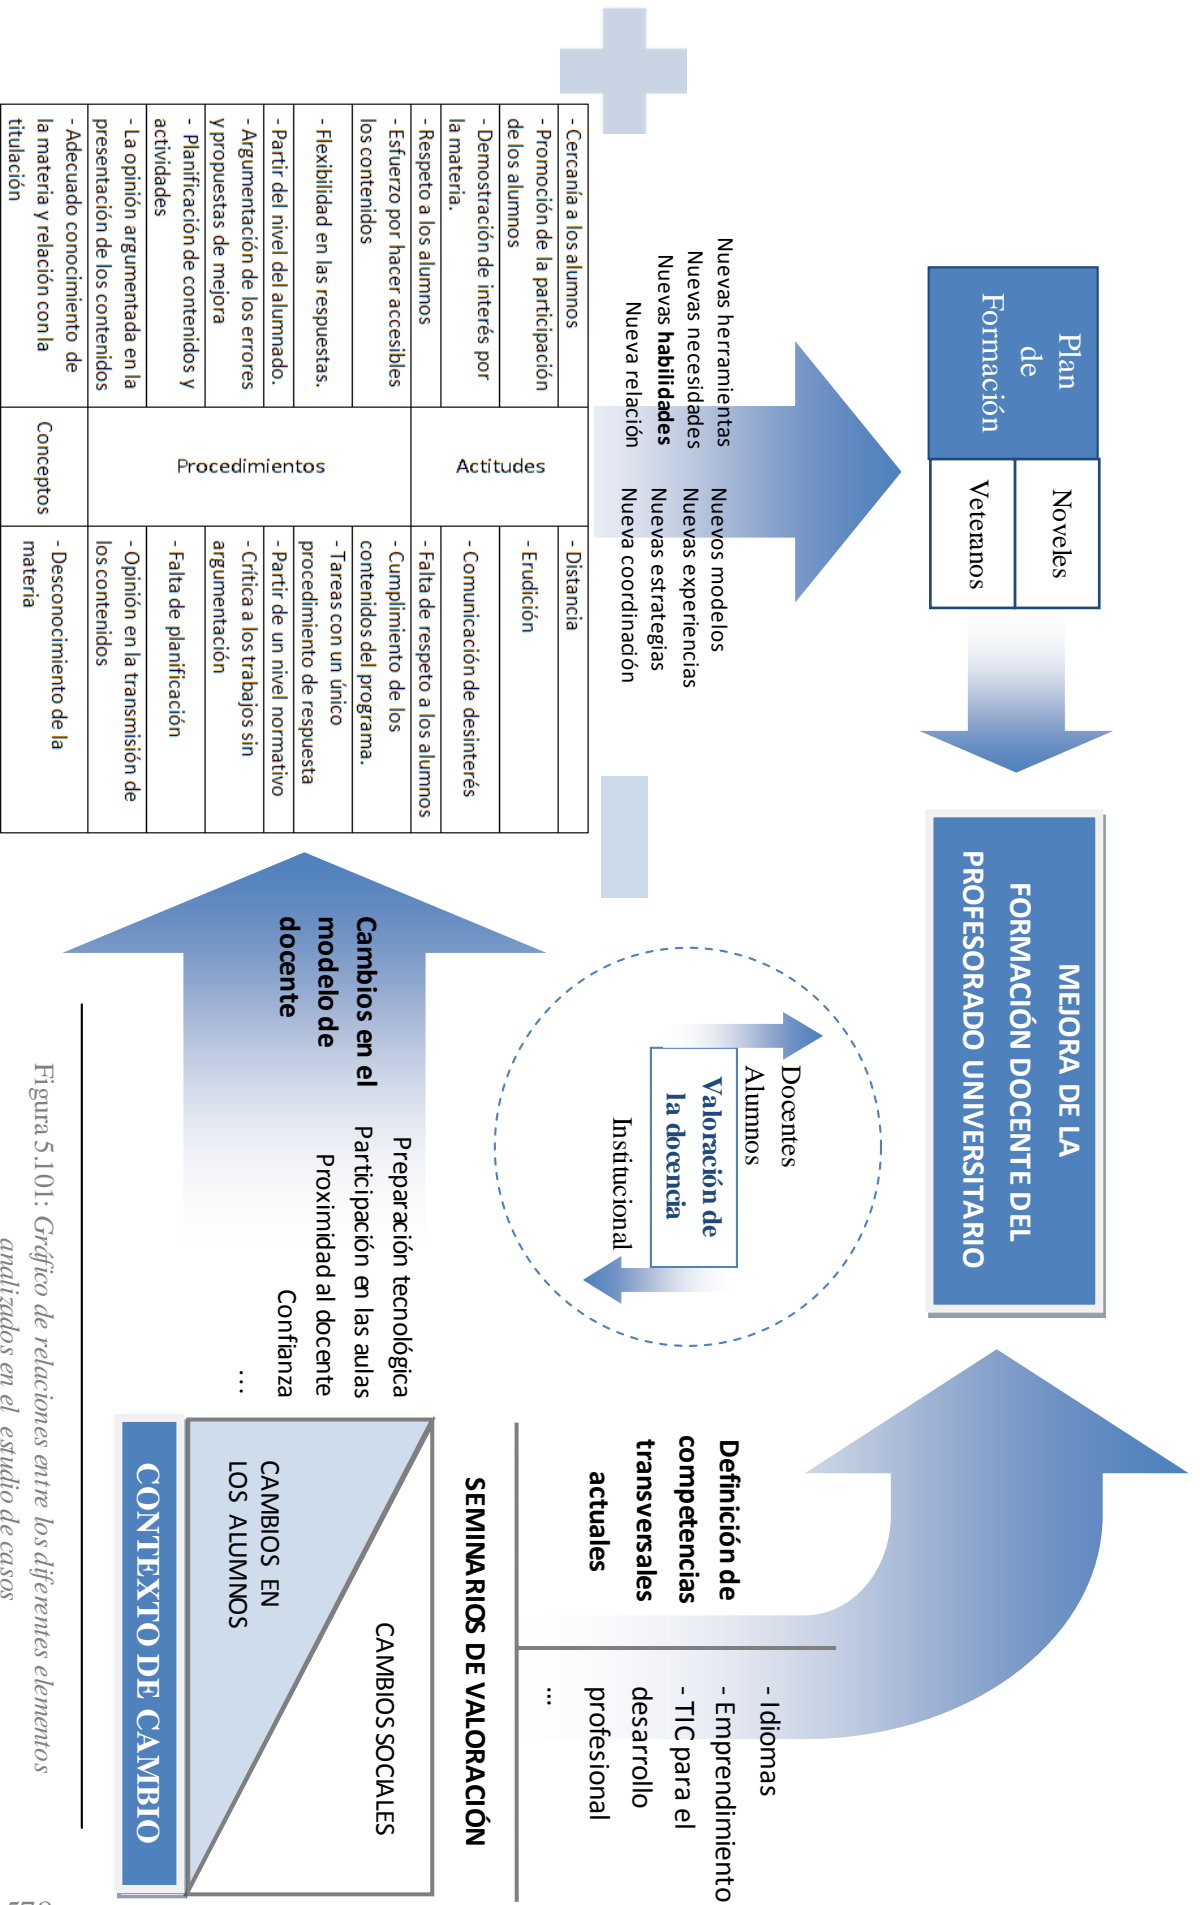 Plan
de
Formación
Noveles
Veteranos
MEJORA DE LA
FORMACIÓN DOCENTE DEL
PROFESORADO UNIVERSITARIO
Nuevas herramientas
Nuevas necesidades
Nuevas habilidades
Nueva relación
Nuevos modelos
Nuevas experiencias
Nuevas estrategias
Nueva coordinación
Docentes
Alumnos
Valoración de
la docencia
Institucional
Definición de
competencias
transversales
actuales
- Idiomas
- Emprendimiento
- TIC para el
desarrollo
profesional
...
SEMINARIOS DE VALORACIÓN
- Cercanía a los alumnos
- Promoción de la participación
de los alumnos
- Demostración de interés por
la materia.
- Respeto a los alumnos
Actitudes
- Distancia
- Erudición
- Comunicación de desinterés
- Falta de respeto a los alumnos
- Esfuerzo por hacer accesibles
los contenidos
- Flexibilidad en las respuestas.
- Partir del nivel del alumnado.
- Argumentación de los errores
y propuestas de mejora
- Planificación de contenidos y
actividades
- La opinión argumentada en la
presentación de los contenidos
Procedimientos
- Cumplimiento de los
contenidos del programa.
- Tareas con un único
procedimiento de respuesta
- Partir de un nivel normativo
- Crítica a los trabajos sin
argumentación
- Falta de planificación
- Opinión en la transmisión de
los contenidos
- Adecuado conocimiento de
la materia y relación con la
titulación
Conceptos
- Desconocimiento de la
materia
Cambios en el
modelo de
docente
Preparación tecnológica
Participación en las aulas
Proximidad al docente
Confianza
...
CAMBIOS SOCIALES
CAMBIOS EN
LOS ALUMNOS
CONTEXTO DE CAMBIO
Figura 5.101: Gráfico de relaciones entre los diferentes elementos
analizados en el estudio de casos